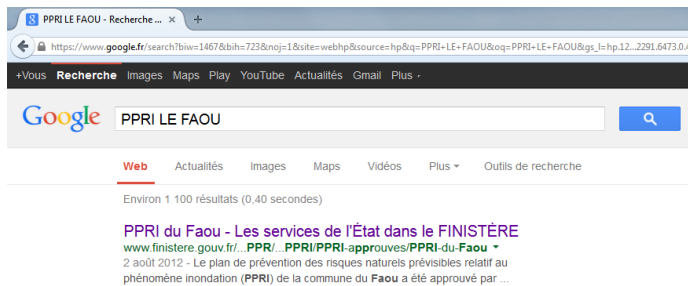 PPRI LE FAOU - Recherche ...
https://www.google.fr/search?biw=1467&bih=723&noj=1&site=webhp&source=hp&q=PPRI+LE+FAOU&oq=PPRI+LE+FAOU&gs_l=hp.12...2291.6473.0.
+Vous Recherche Images Maps Play YouTube Actualités Gmail Plus
Google PPRI LE FAOU
Web Actualités Images Maps Vidéos Plus Outils de recherche
Environ 1 100 résultats (0,40 secondes)
PPRI du Faou - Les services de l'État dans le FINISTÈRE
www.finistere.gouv.fr/...PPR/...PPRI/PPRI-approuves/PPRI-du-Faou
2 août 2012 - Le plan de prévention des risques naturels prévisibles relatif au
phénomène inondation (PPRI) de la commune du Faou a été approuvé par ...